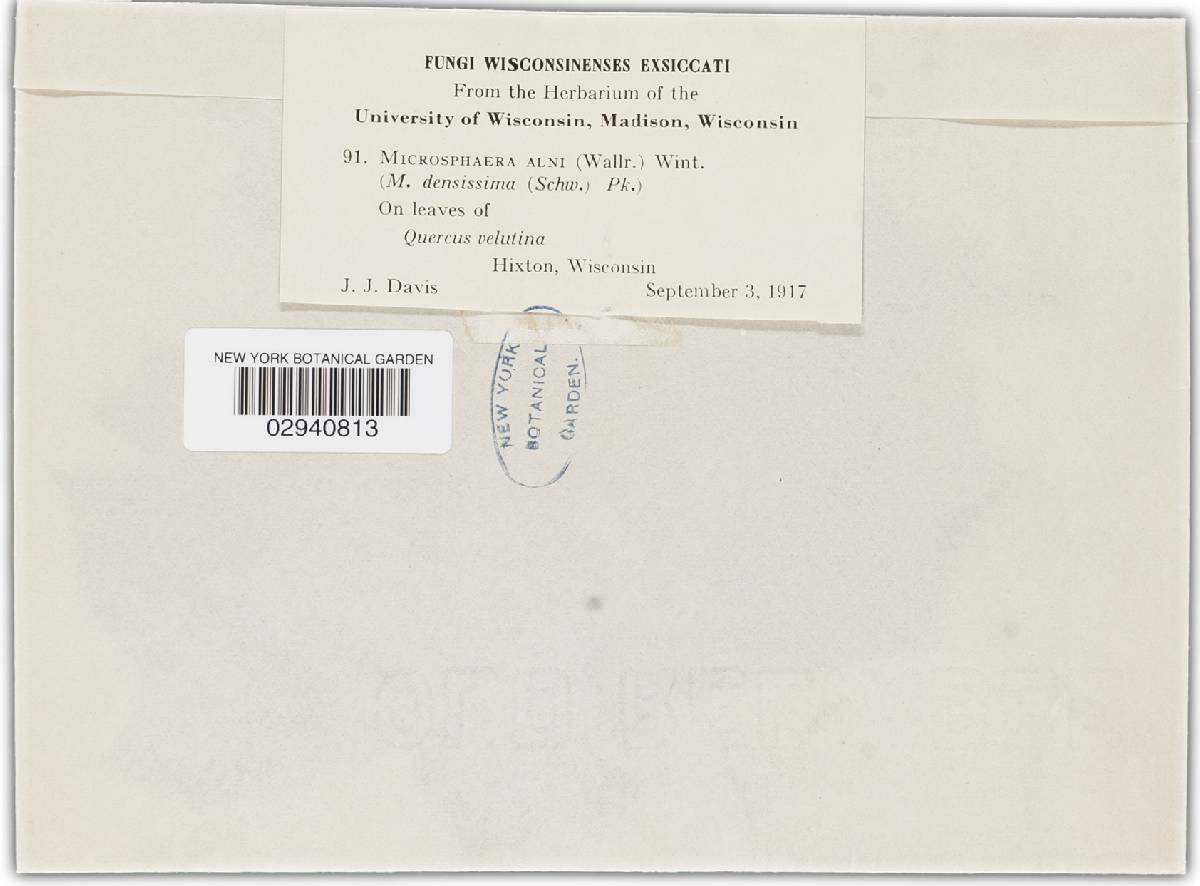 FUNGI WISCONSINENSES EXSICCATI
From the Herbarium of the
University of Wisconsin, Madison, Wisconsin
91. MICROSPHAERA ALNI (Wallr.) Wint.
(M. densissima (Schw.) Pk.)
On leaves of
Quercus velutina
Hixton, Wisconsin
J. J. Davis September 3, 1917
NEW YORK BOTANICAL GARDEN
02940813
NEW YORK
BOTANICAL
GARDEN.